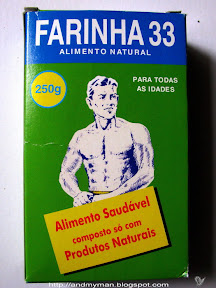 FARINHA 33
ALIMENTO NATURAL
250g
PARA TODAS
AS IDADES
Alimento Saudável
composto só com
Produtos Naturais
http://andmyman.blogspot.com